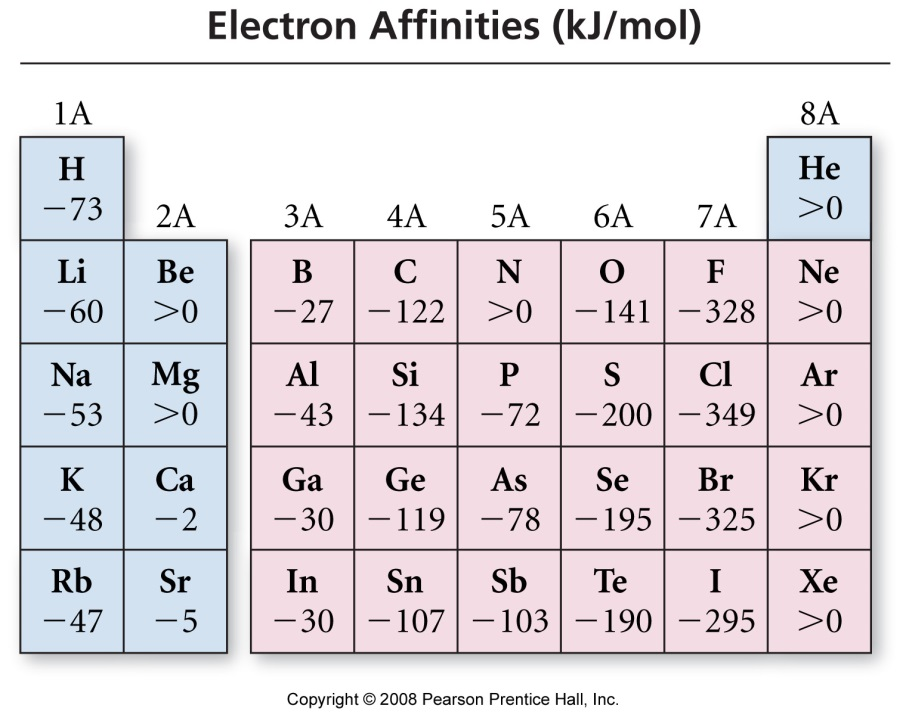 Electron Affinities (kJ/mol)
1A 8A
H He
−73 >0
2A 3A 4A 5A 6A 7A
Li Be B C N O F Ne
−60 >0 −27 −122 >0 −141 −328 >0
Na Mg Al Si P S Cl Ar
−53 >0 −43 −134 −72 −200 −349 >0
K Ca Ga Ge As Se Br Kr
−48 −2 −30 −119 −78 −195 −325 >0
Rb Sr In Sn Sb Te I Xe
−47 −5 −30 −107 −103 −190 −295 >0
Copyright © 2008 Pearson Prentice Hall, Inc.